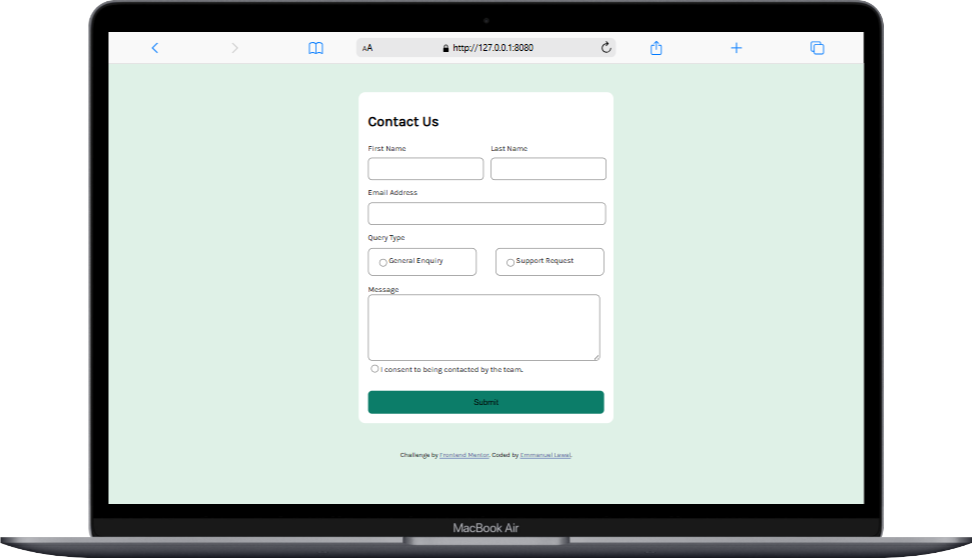 AA http://127.0.0.1:8080
Contact Us
First Name Last Name
Email Address
Query Type
General Enquiry Support Request
Message
I consent to being contacted by the team.
Submit
Challenge by Frontend Mentor. Coded by Emmanuel Lawal.
MacBook Air